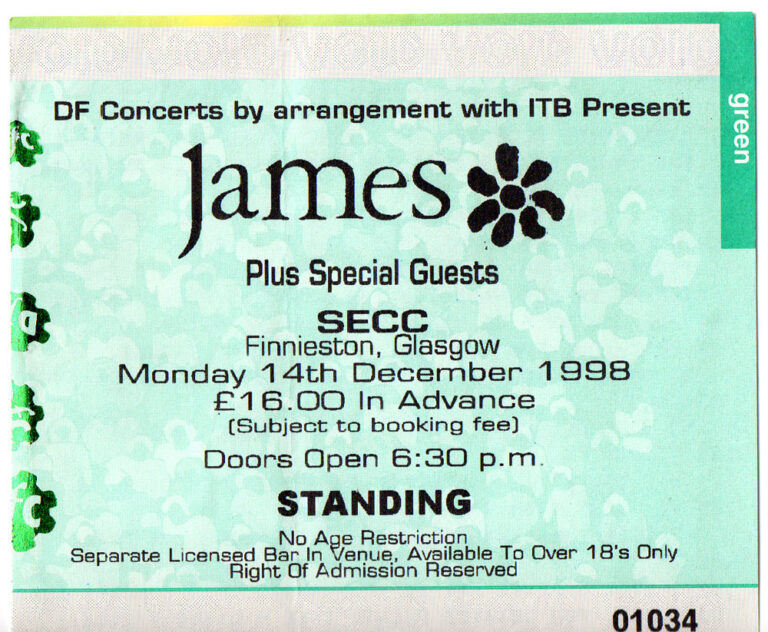 DF Concerts by arrangement with ITB Present
green
James
Plus Special Guests
SECC
Finnieston, Glasgow
Monday 14th December 1998
£16.00 In Advance
(Subject to booking fee)
Doors Open 6:30 p.m.
STANDING
No Age Restriction
Separate Licensed Bar In Venue, Available To Over 18's Only
Right Of Admission Reserved
01034